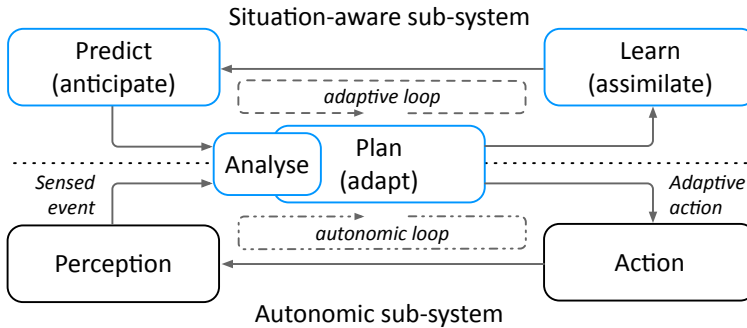 Situation-aware sub-system
Predict
(anticipate)
Learn
(assimilate)
adaptive loop
Analyse
Plan
(adapt)
Sensed
event
Adaptive
action
autonomic loop
Perception
Action
Autonomic sub-system